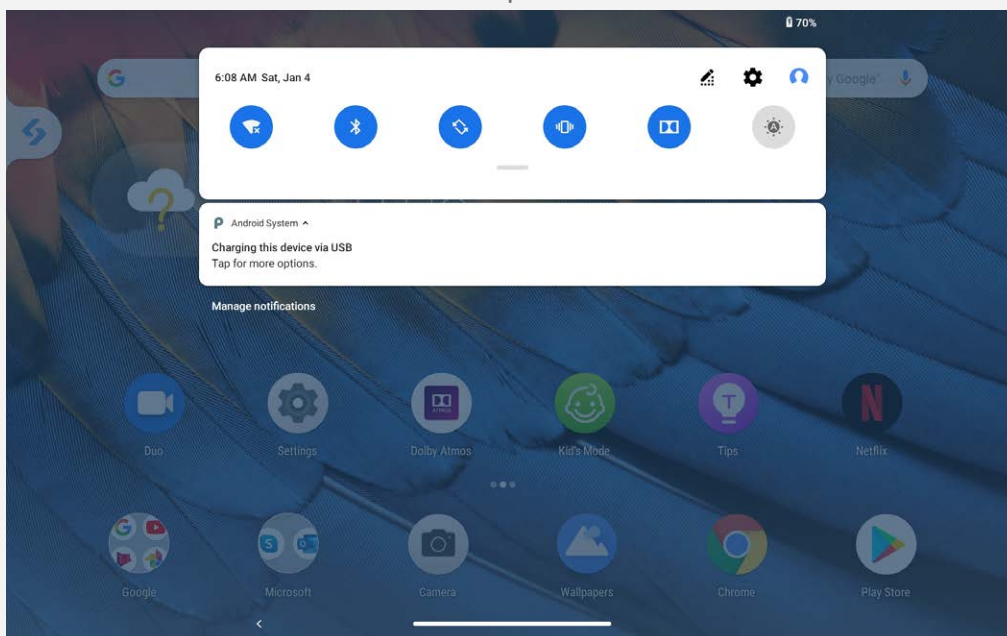 70%
6:08 AM Sat, Jan 4
y Google"
Android System
Charging this device via USB
Tap for more options.
Manage notifications
Duo
Settings
Dolby Atmos
Kid's Mode
Tips
Netflix
Google
Microsoft
Camera
Wallpapers
Chrome
Play Store